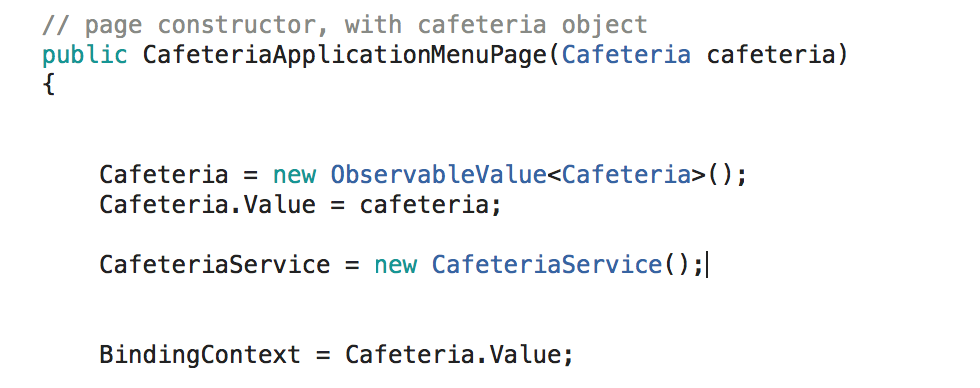 // page constructor, with cafeteria object
public CafeteriaApplicationMenuPage(Cafeteria cafeteria)
{
Cafeteria = new ObservableValue<Cafeteria>();
Cafeteria.Value = cafeteria;
CafeteriaService = new CafeteriaService();
BindingContext = Cafeteria.Value;